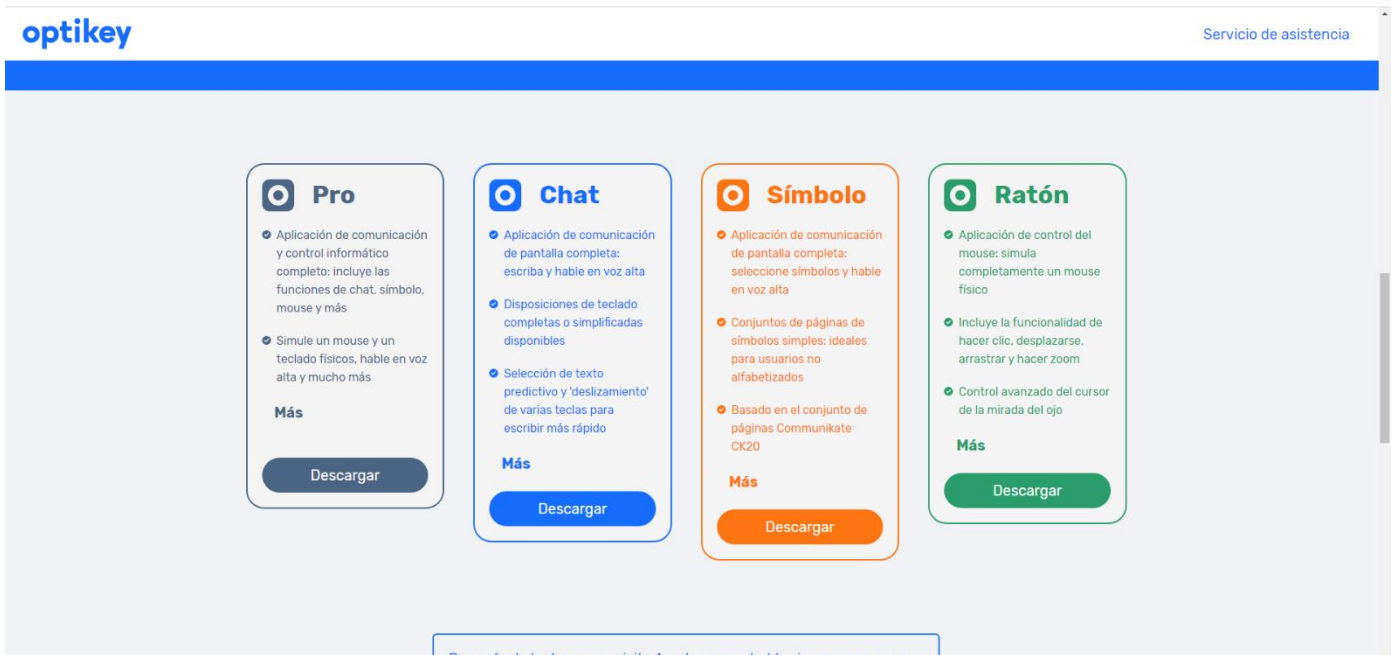 optikey
Servicio de asistencia
Pro
Aplicación de comunicación
y control informático
completo: incluye las
funciones de chat, símbolo,
mouse y más
Simule un mouse y un
teclado físicos, hable en voz
alta y mucho más
Más
Descargar
Chat
Aplicación de comunicación
de pantalla completa:
escriba y hable en voz alta
Disposiciones de teclado
completas o simplificadas
disponibles
Selección de texto
predictivo y 'deslizamiento'
de varias teclas para
escribir más rápido
Más
Descargar
Símbolo
Aplicación de comunicación
de pantalla completa:
seleccione símbolos y hable
en voz alta
Conjuntos de páginas de
símbolos simples: ideales
para usuarios no
alfabetizados
Basado en el conjunto de
páginas Communikate
CK20
Más
Descargar
Ratón
Aplicación de control del
mouse: simula
completamente un mouse
físico
Incluye la funcionalidad de
hacer clic, desplazarse,
arrastrar y hacer zoom
Control avanzado del cursor
de la mirada del ojo
Más
Descargar